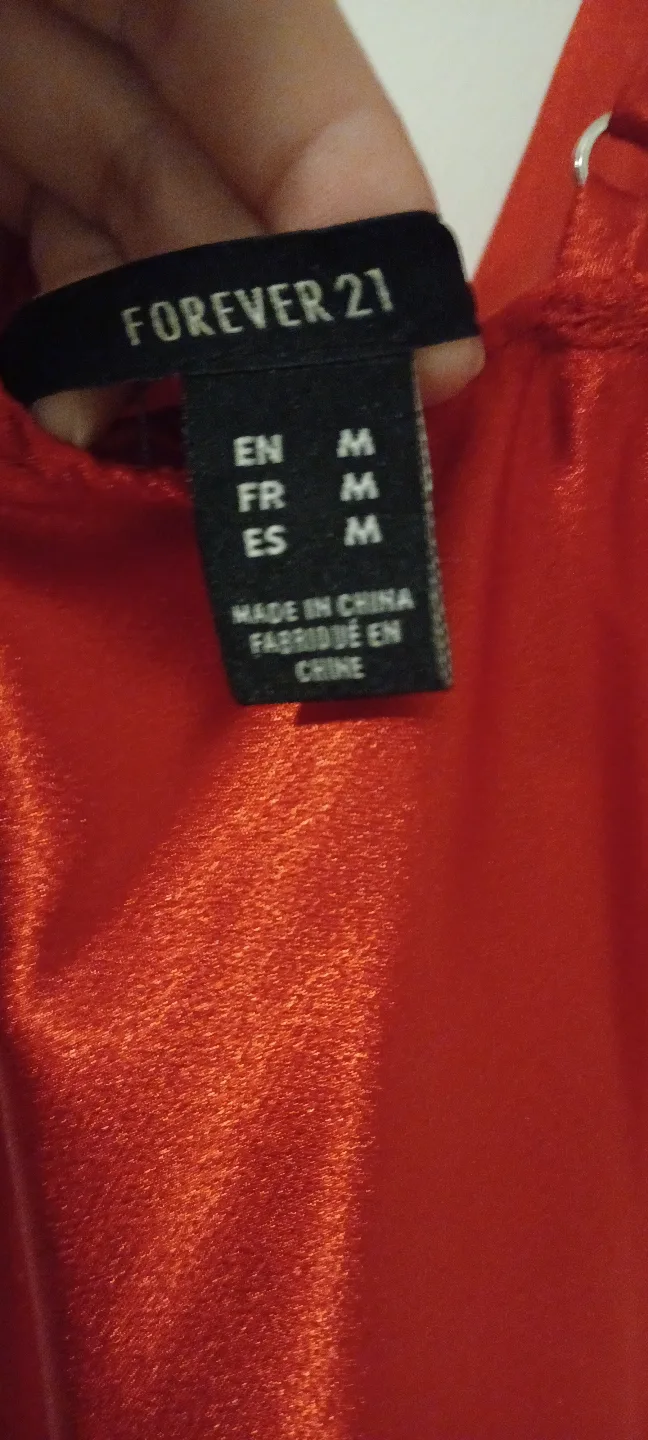 FOREVER 21
EN M
FR M
ES M
MADE IN CHINA
FABRIQUÉ EN
CHINE